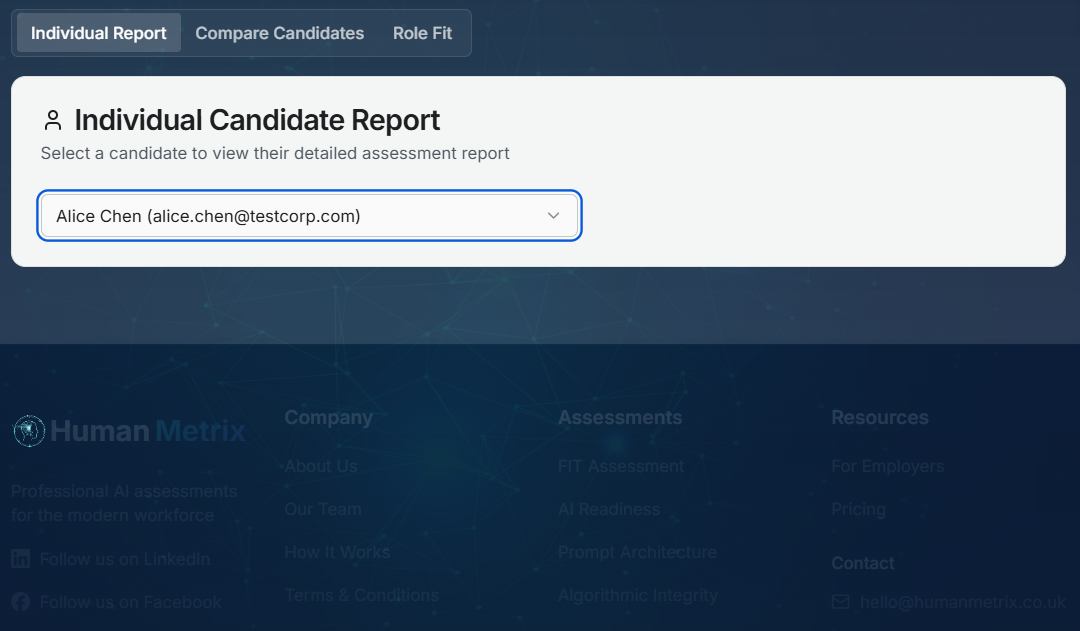 Individual Report
Compare Candidates
Role Fit
Individual Candidate Report
Select a candidate to view their detailed assessment report
Alice Chen (alice.chen@testcorp.com)
Human Metrix
Professional AI assessments
for the modern workforce
Follow us on LinkedIn
Follow us on Facebook
Company
About Us
Our Team
How It Works
Terms & Conditions
Assessments
FIT Assessment
AI Readiness
Prompt Architecture
Algorithmic Integrity
Resources
For Employers
Pricing
Contact
hello@humanmetrix.co.uk